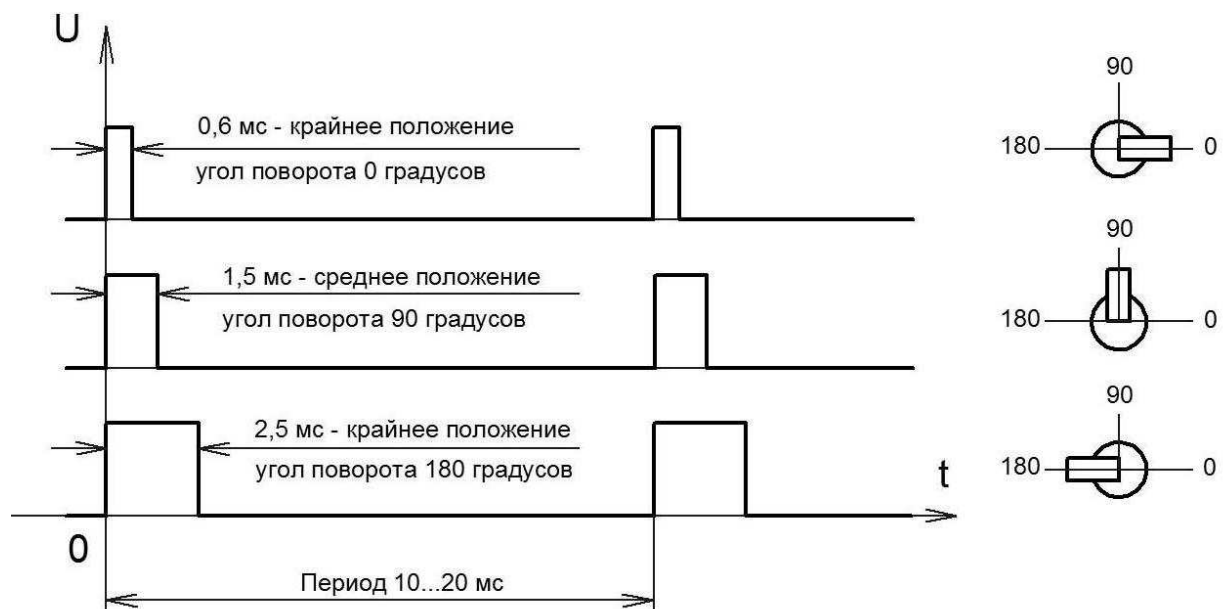 U
0,6 мс - крайнее положение
угол поворота 0 градусов
90
180
0
1,5 мс - среднее положение
угол поворота 90 градусов
90
180
0
2,5 мс - крайнее положение
угол поворота 180 градусов
90
180
0
t
0
Период 10...20 мс